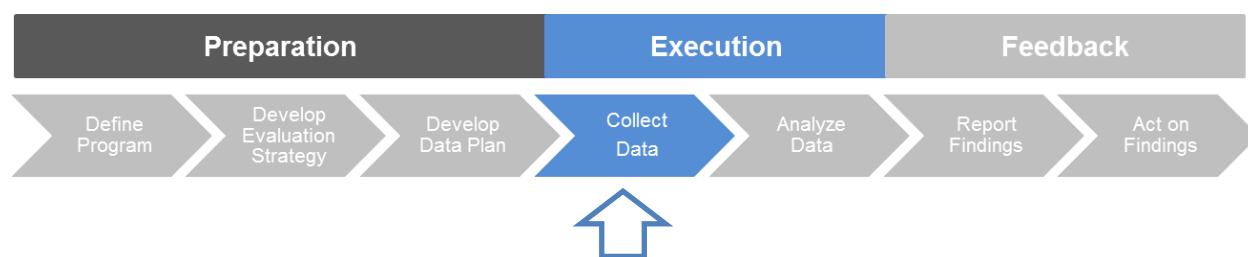 Preparation
Execution
Feedback
Define
Program
Develop
Evaluation
Strategy
Develop
Data Plan
Collect
Data
Analyze
Data
Report
Findings
Act on
Findings